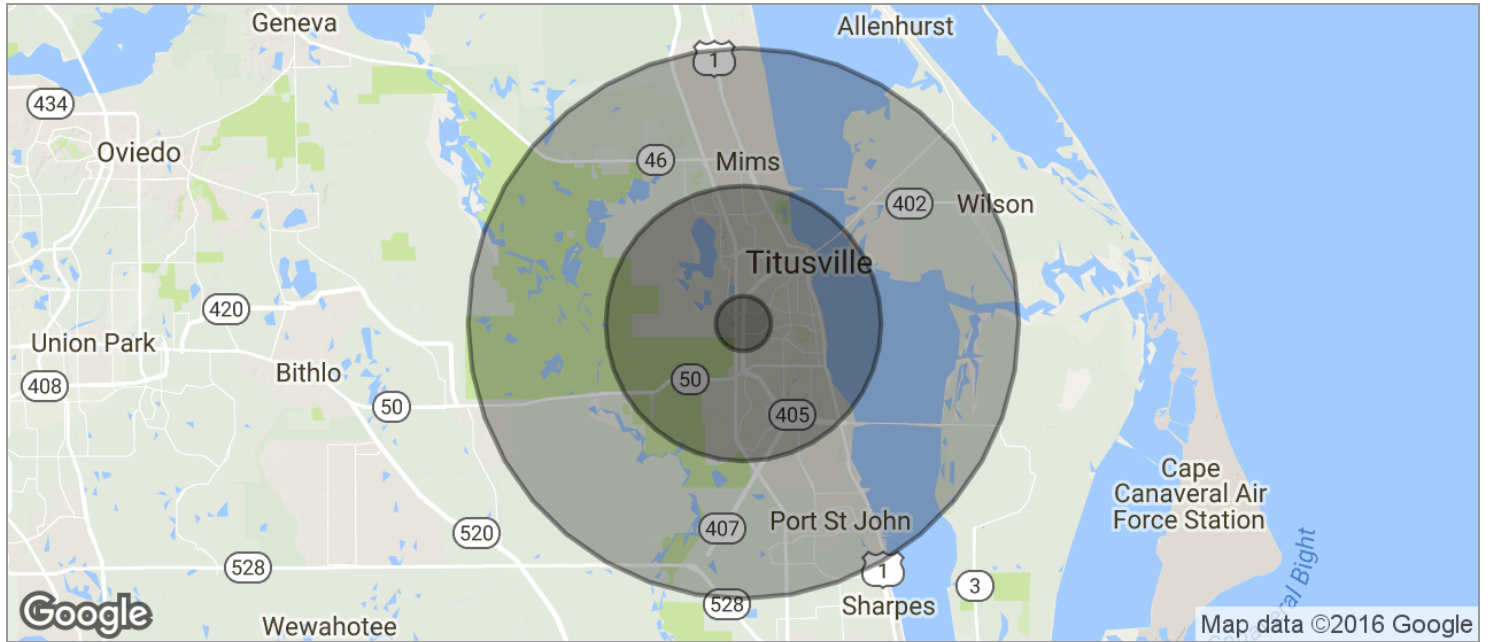 Geneva
Allenhurst
1
434
Oviedo
46
Mims
402
Wilson
Titusville
420
Union Park
Bithlo
408
50
50
405
Cape
Canaveral Air
Force Station
407
Port St John
520
528
1
3
528
Sharpes
Google
Wewahotee
Bight
Map data ©2016 Google